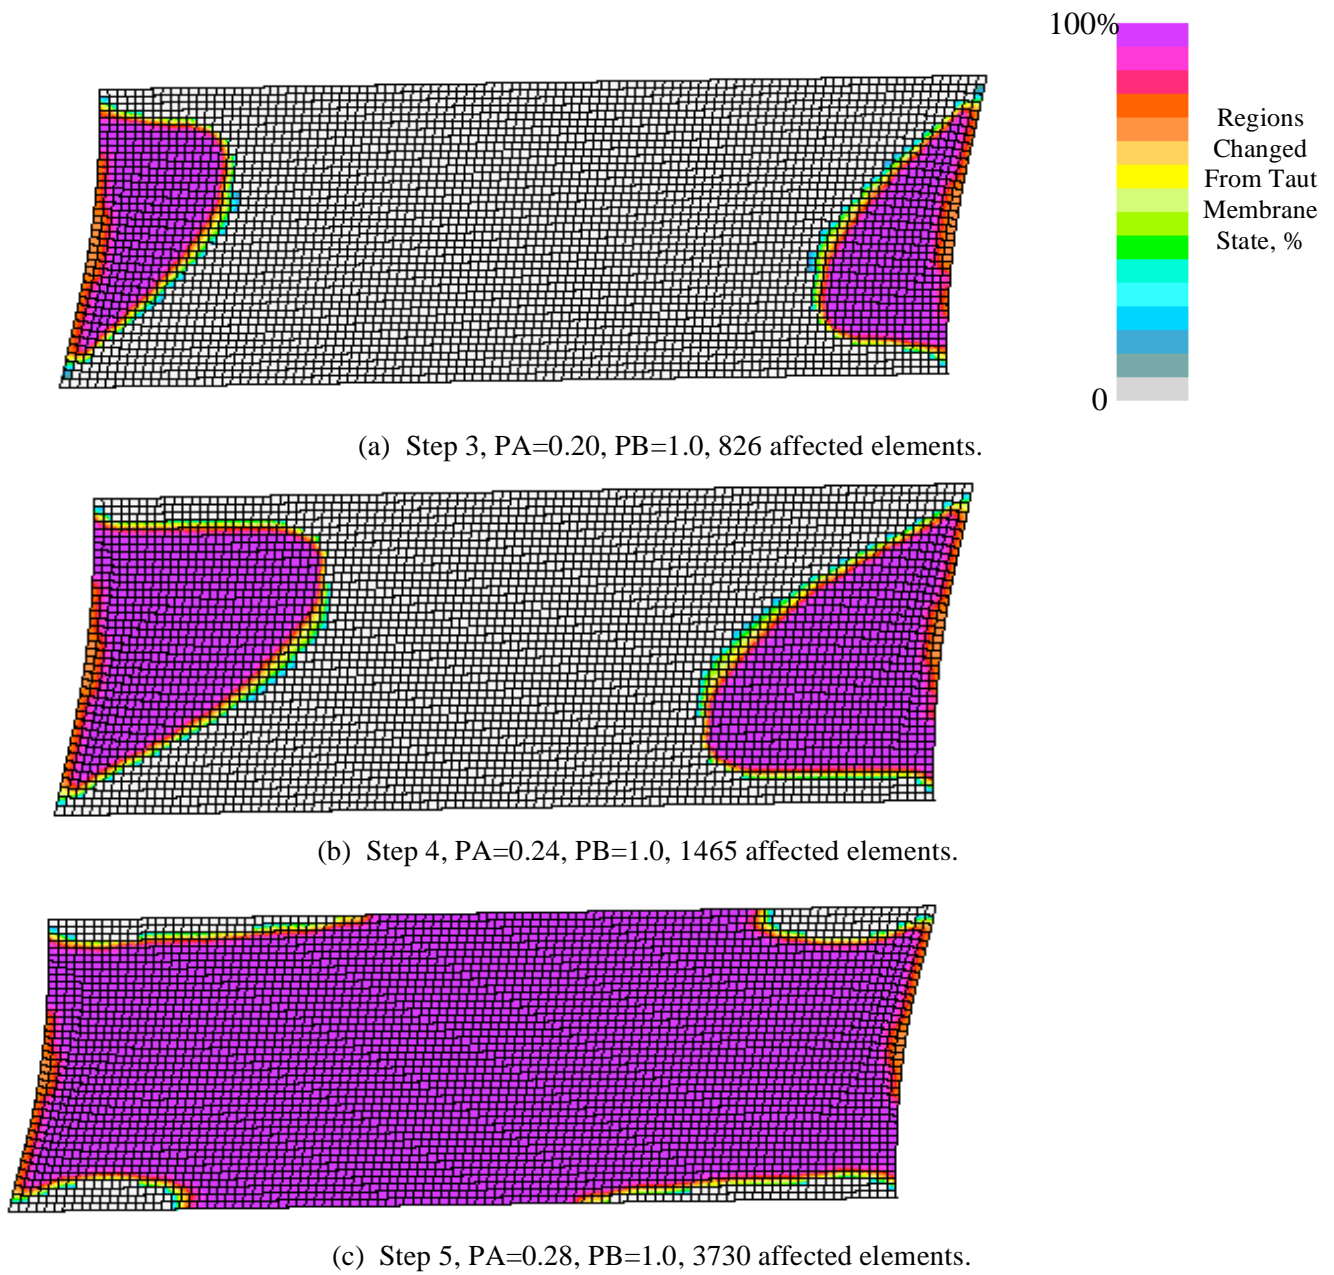 100%
Regions
Changed
From Taut
Membrane
State, %
0
(a) Step 3, PA=0.20, PB=1.0, 826 affected elements.
(b) Step 4, PA=0.24, PB=1.0, 1465 affected elements.
(c) Step 5, PA=0.28, PB=1.0, 3730 affected elements.